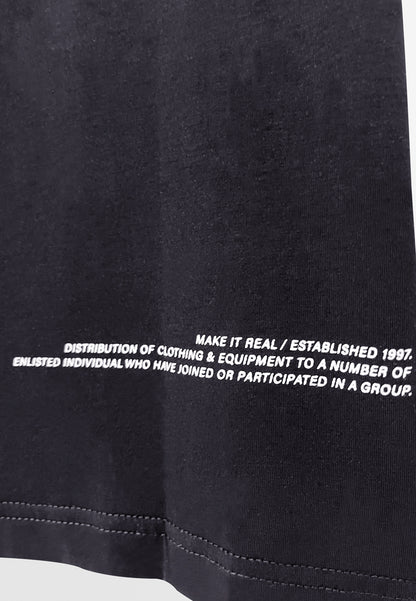 MAKE IT REAL / ESTABLISHED 1997.
DISTRIBUTION OF CLOTHING & EQUIPMENT TO A NUMBER OF
ENLISTED INDIVIDUAL WHO HAVE JOINED OR PARTICIPATED IN A GROUP.